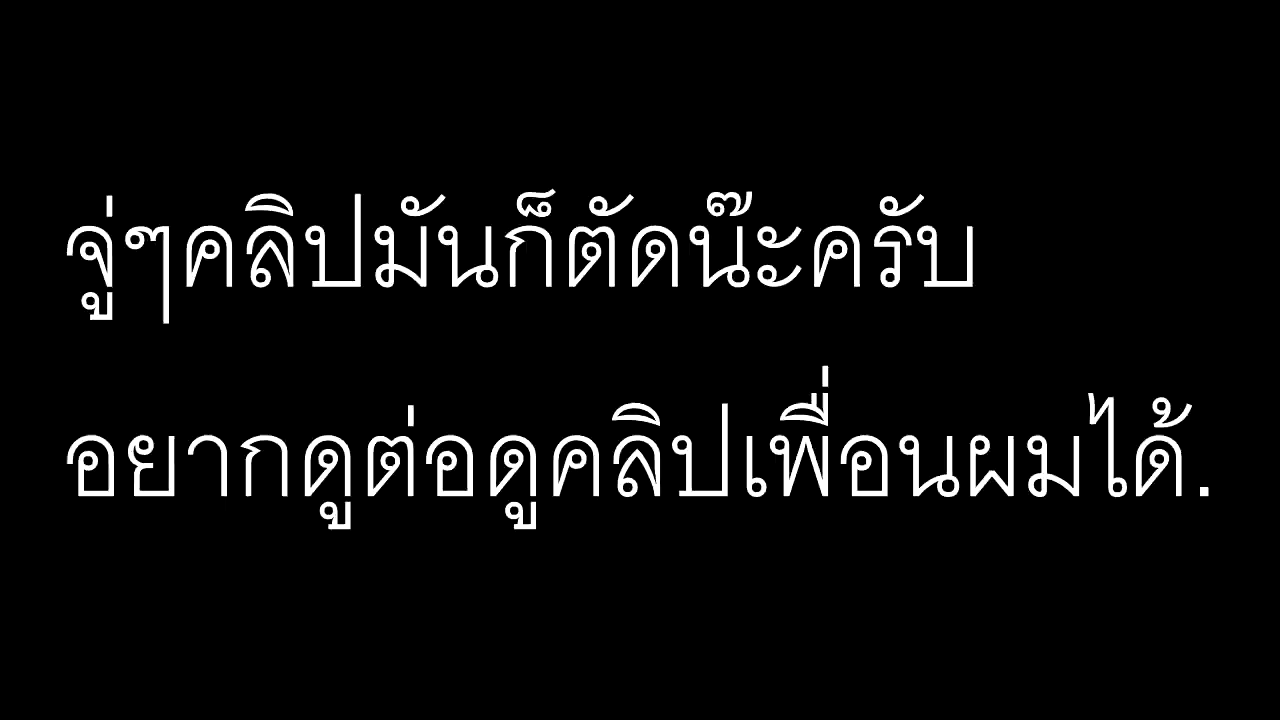 จู่ๆคลิปมันก็ตัดน๊ะครับ
อยากดูต่อดูคลิปเพื่อนผมได้.